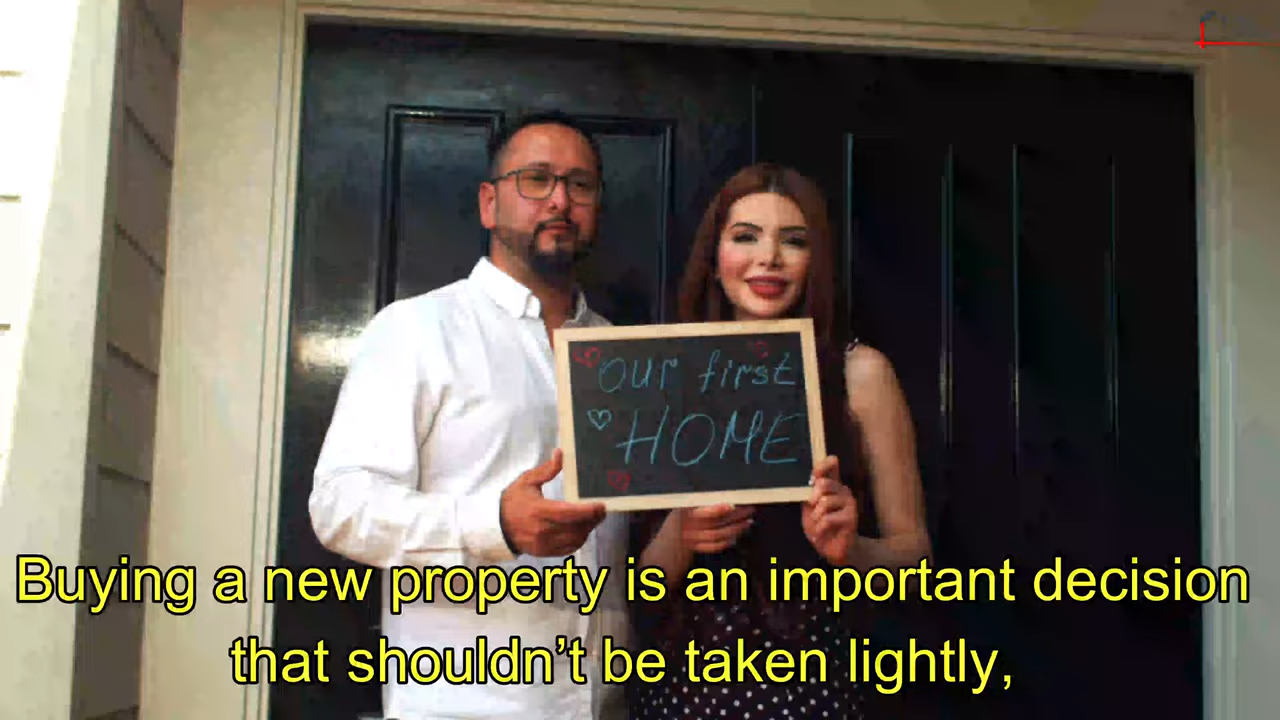 our first
HOME
Buying a new property is an important decision
that shouldn’t be taken lightly,